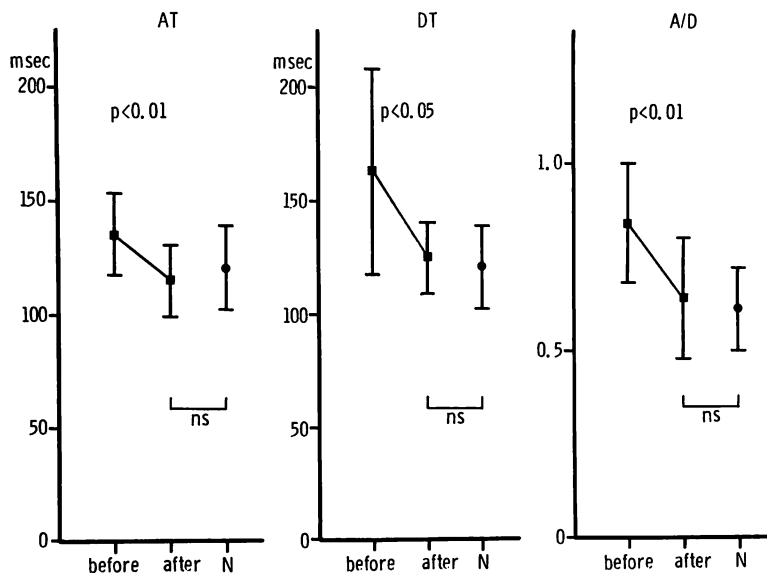 AT
msec
200
p<0.01
150
100
ns
50
0
before after N
DT
msec
200
p<0.05
150
100
ns
50
0
before after N
A/D
p<0.01
1.0
0.5
ns
0
before after N